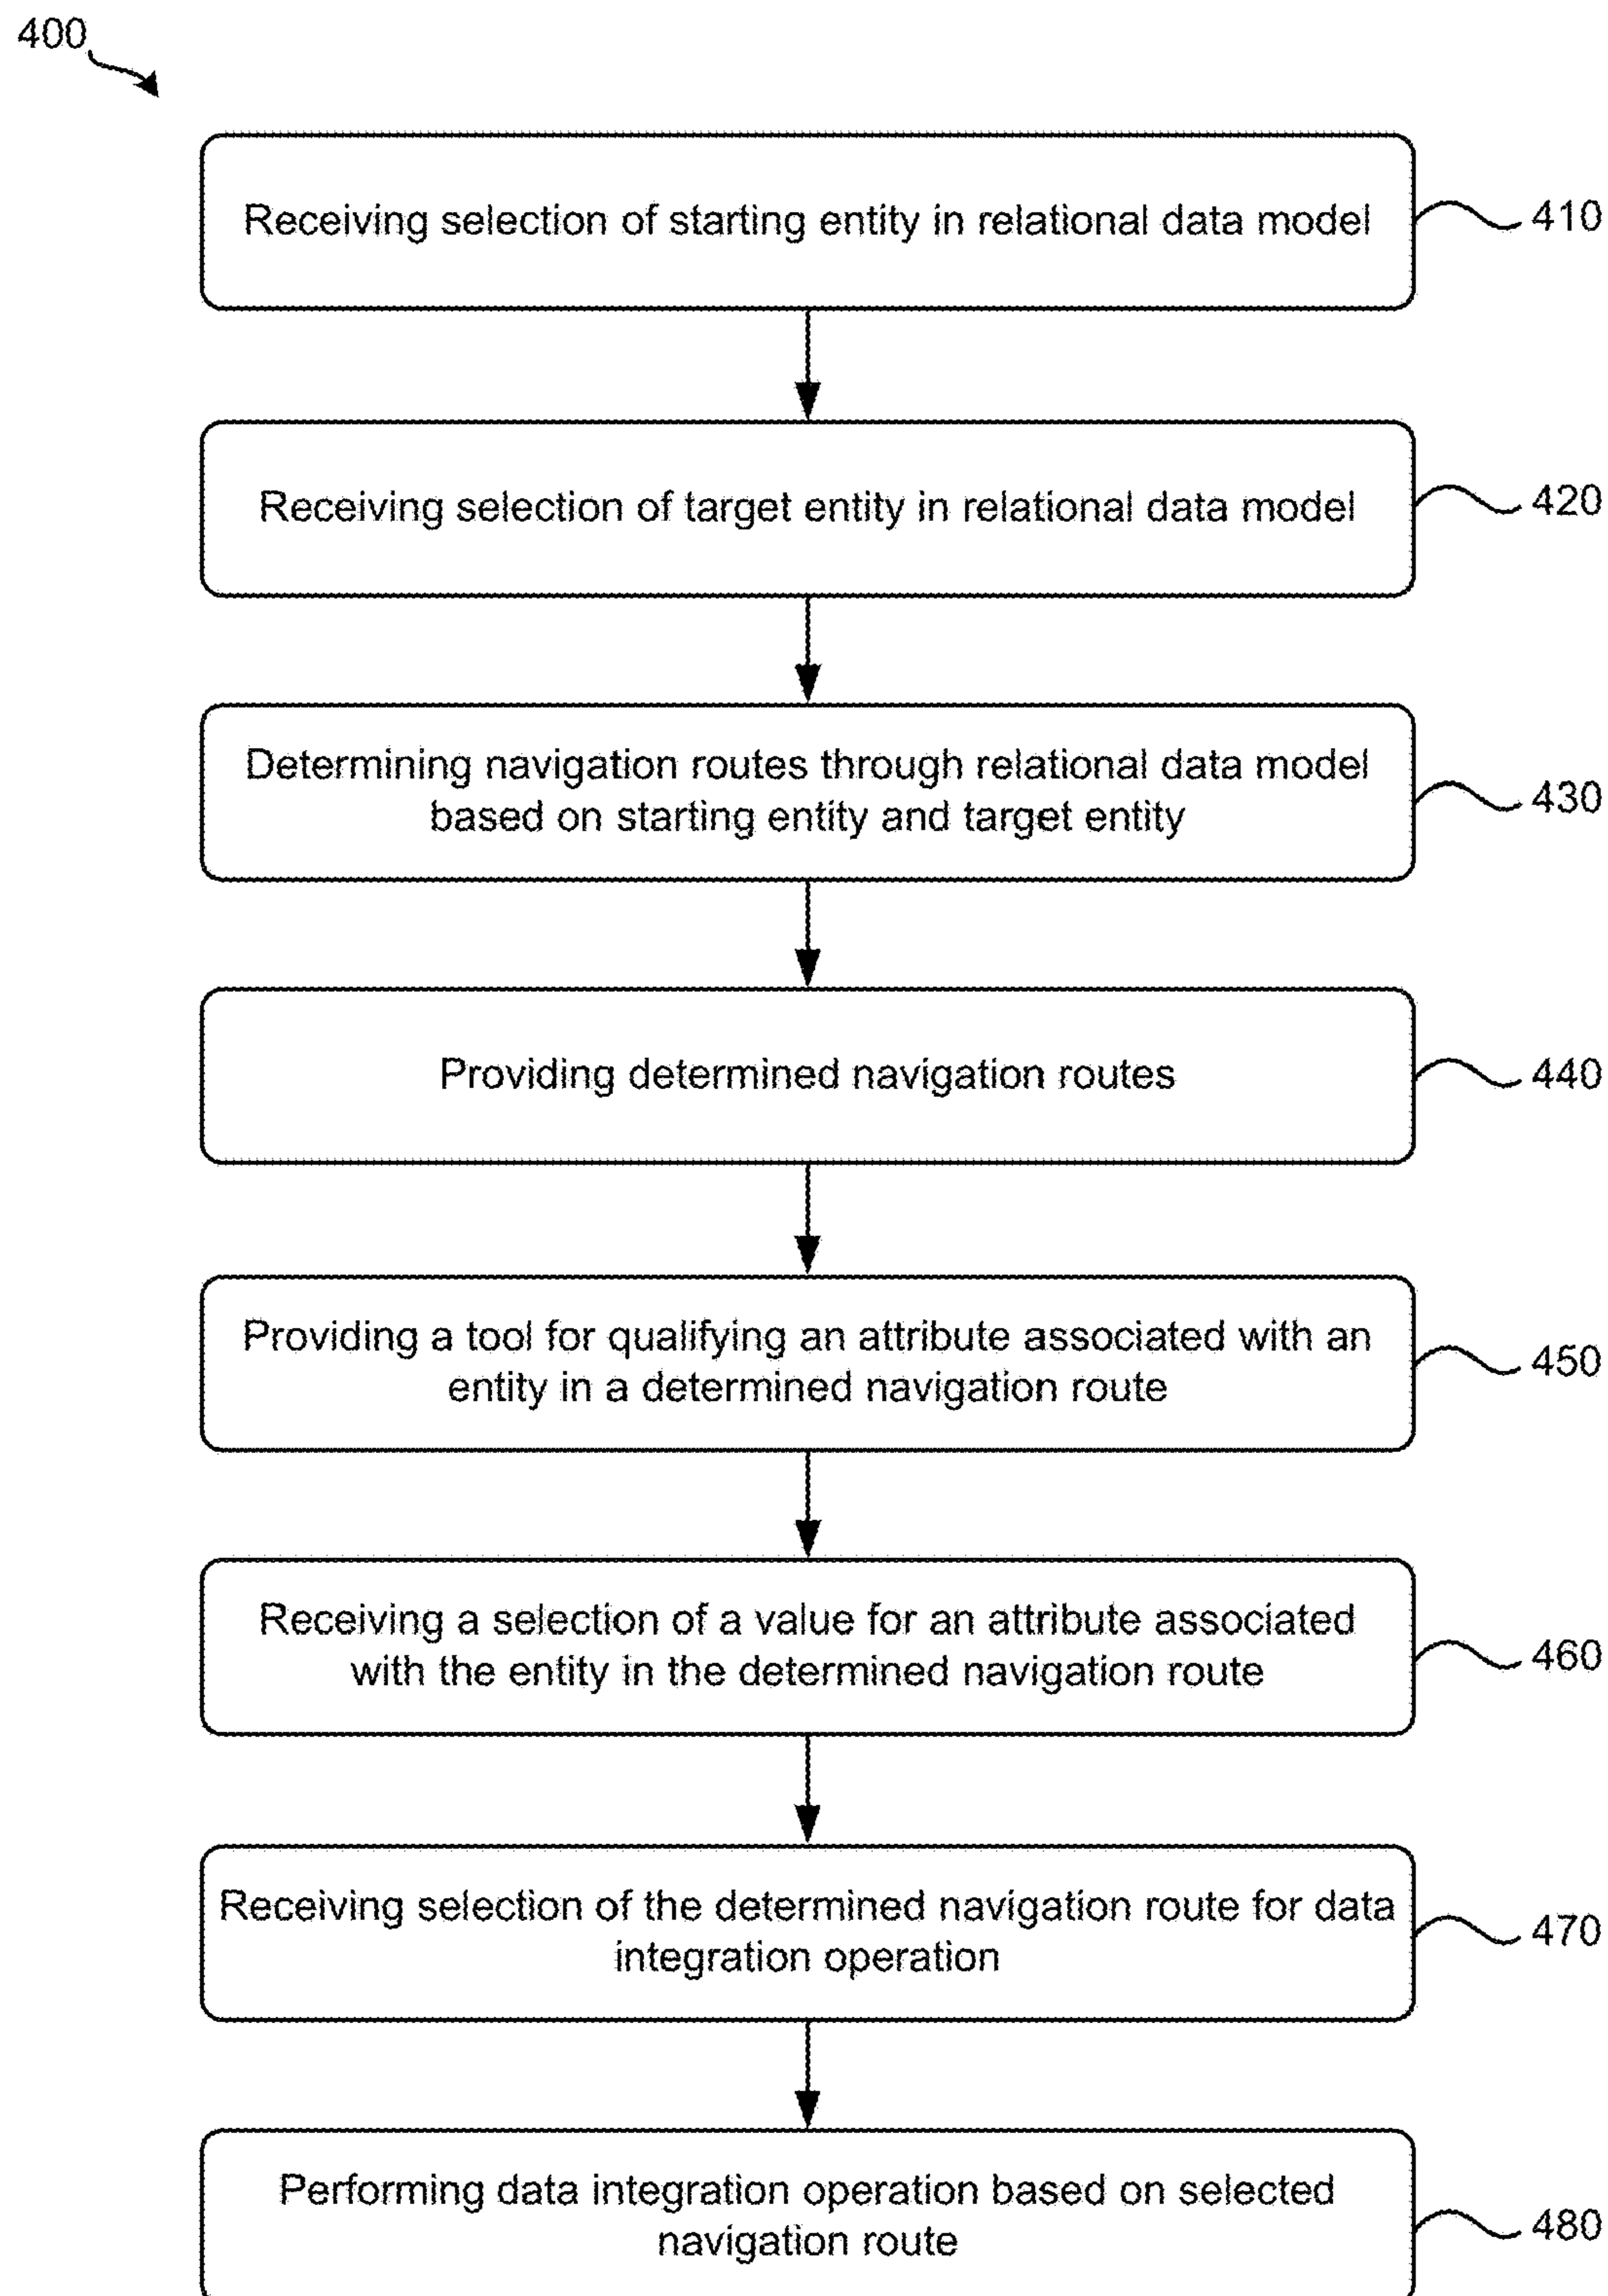 400
Receiving selection of starting entity in relational data model
410
Receiving selection of target entity in relational data model
420
Determining navigation routes through relational data model
based on starting entity and target entity
430
Providing determined navigation routes
440
Providing a tool for qualifying an attribute associated with an
entity in a determined navigation route
450
Receiving a selection of a value for an attribute associated
with the entity in the determined navigation route
460
Receiving selection of the determined navigation route for data
integration operation
470
Performing data integration operation based on selected
navigation route
480